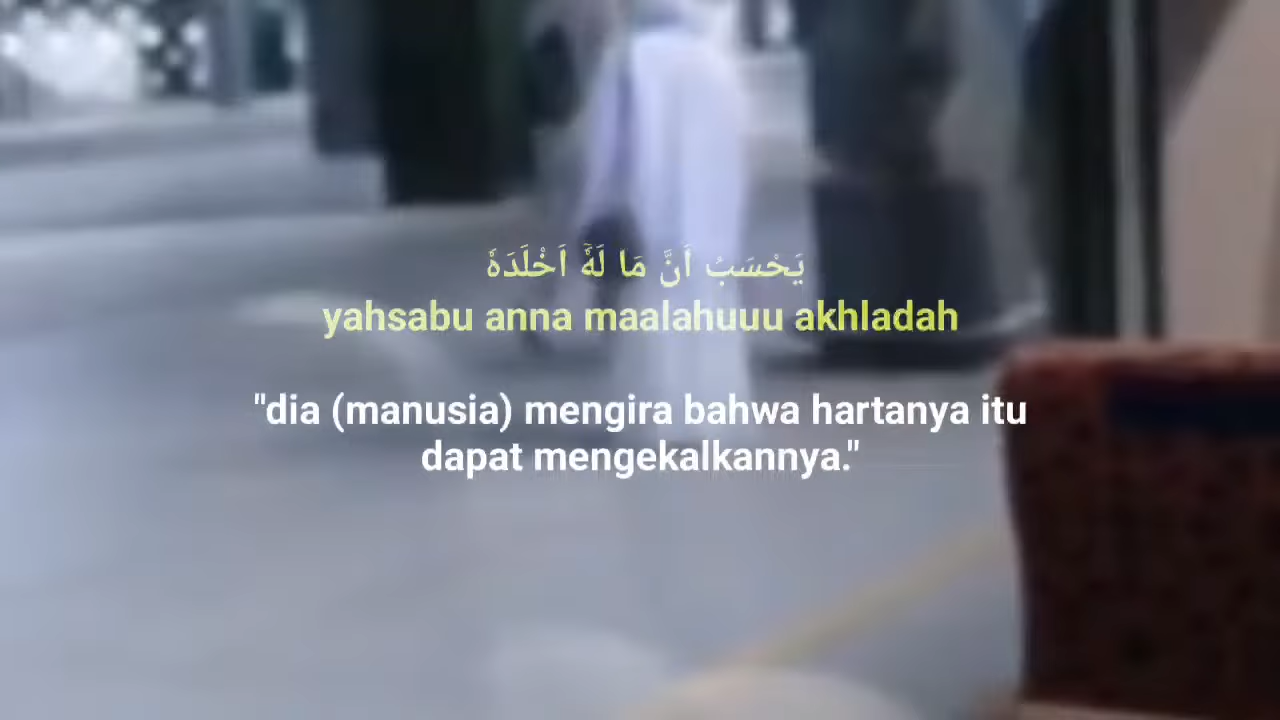 يَحْسَبُ اَنَّ مَا لَهٗٓ اَخْلَدَهٗ
yahsabu anna maalahuuu akhladah
"dia (manusia) mengira bahwa hartanya itu
dapat mengekalkannya."